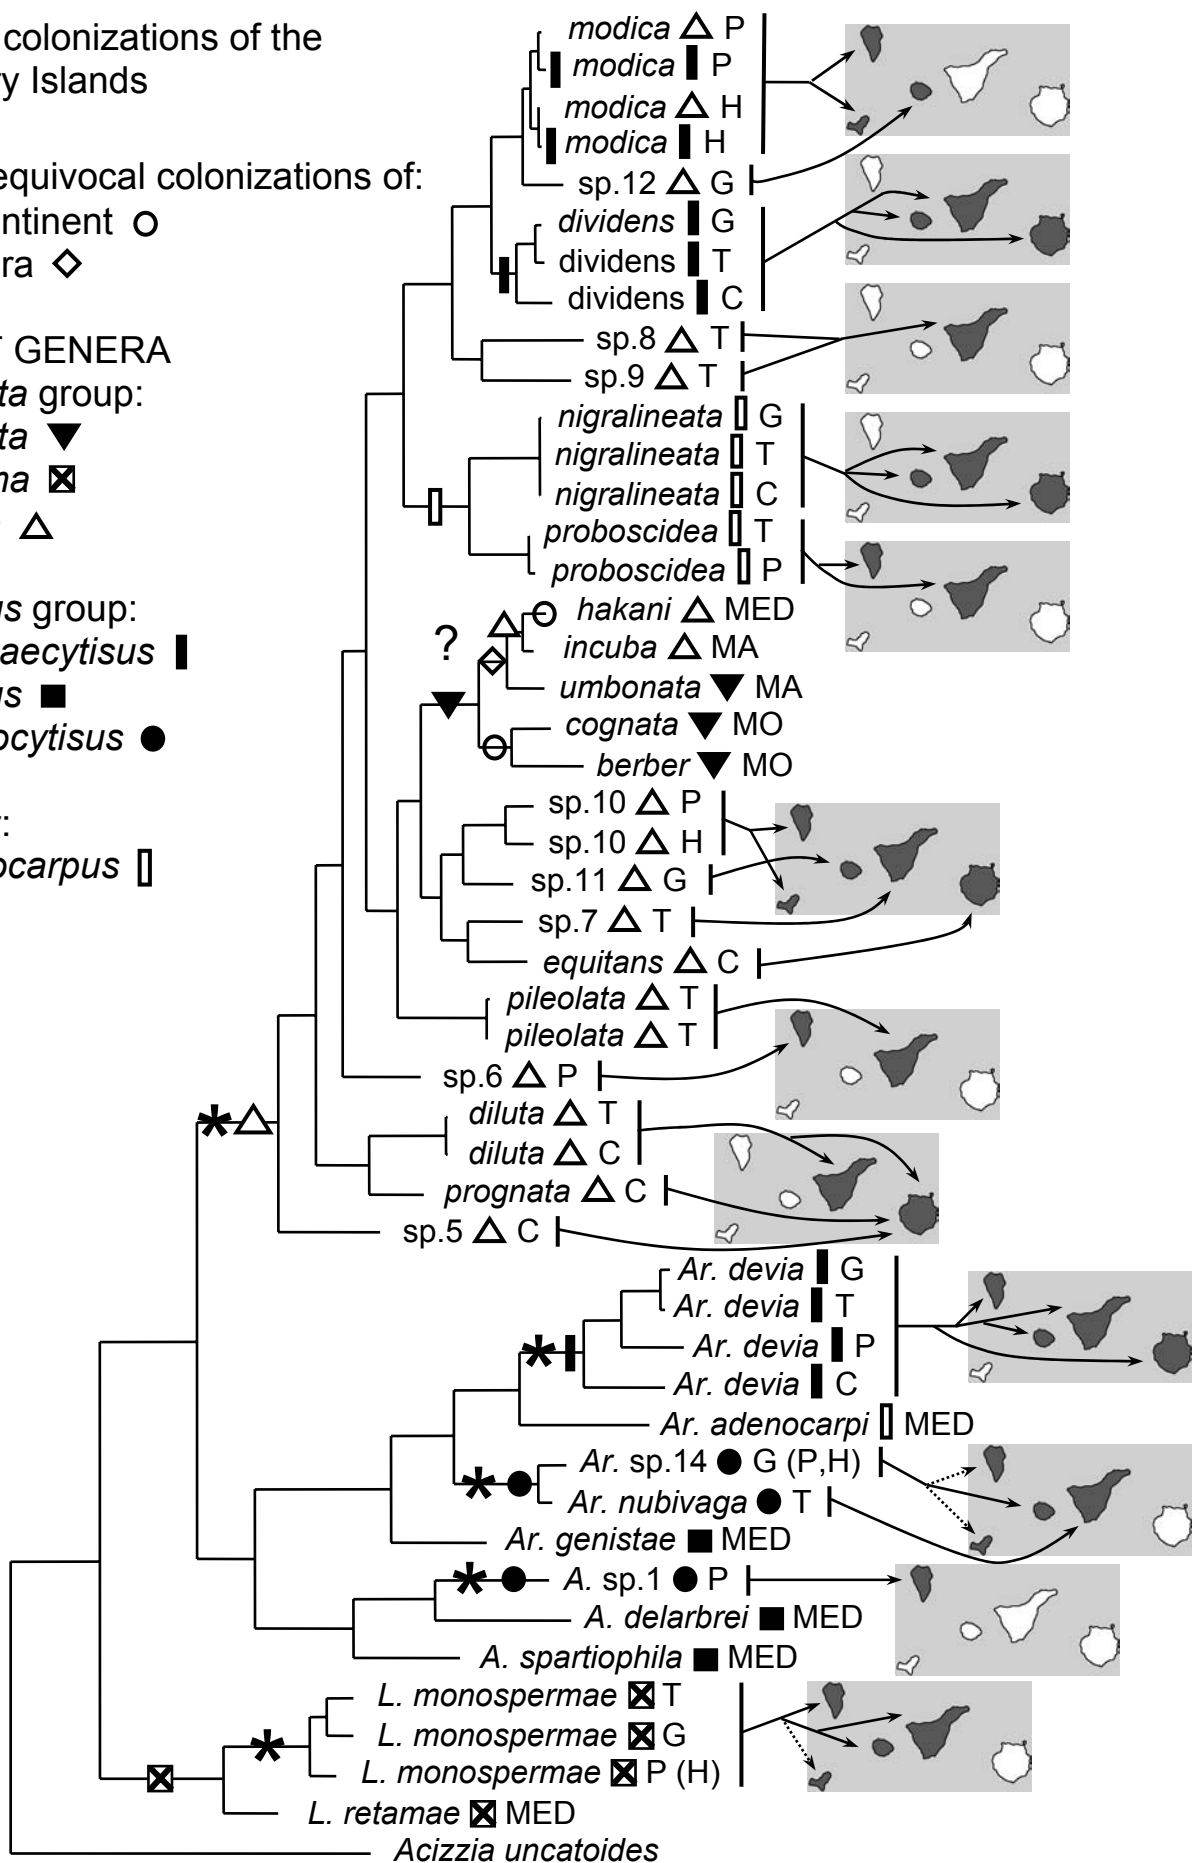 colonizations of the
y Islands
equivocal colonizations of:
ntinent
ra
T GENERA
ta group:
ta
na
us group:
aecytisus
us
ocytisus
r:
ocarpus
modica P
modica P
modica H
modica H
sp.12 G
dividens G
dividens T
dividens C
sp.8 T
sp.9 T
nigralineata G
nigralineata T
nigralineata C
proboscidea T
proboscidea P
?
hakani MED
incuba MA
umbonata MA
cognata MO
berber MO
sp.10 P
sp.10 H
sp.11 G
sp.7 T
equitans C
pileolata T
pileolata T
sp.6 P
*
diluta T
diluta C
prognata C
sp.5 C
Ar. devia G
Ar. devia T
*
Ar. devia P
Ar. devia C
Ar. adenocarpi MED
Ar. sp.14 G (P,H)
*
Ar. nubivaga T
Ar. genistae MED
*
A. sp.1 P
A. delarbrei MED
A. spartiophila MED
L. monospermae T
L. monospermae G
*
L. monospermae P (H)
L. retamae MED
Acizzia uncatoides